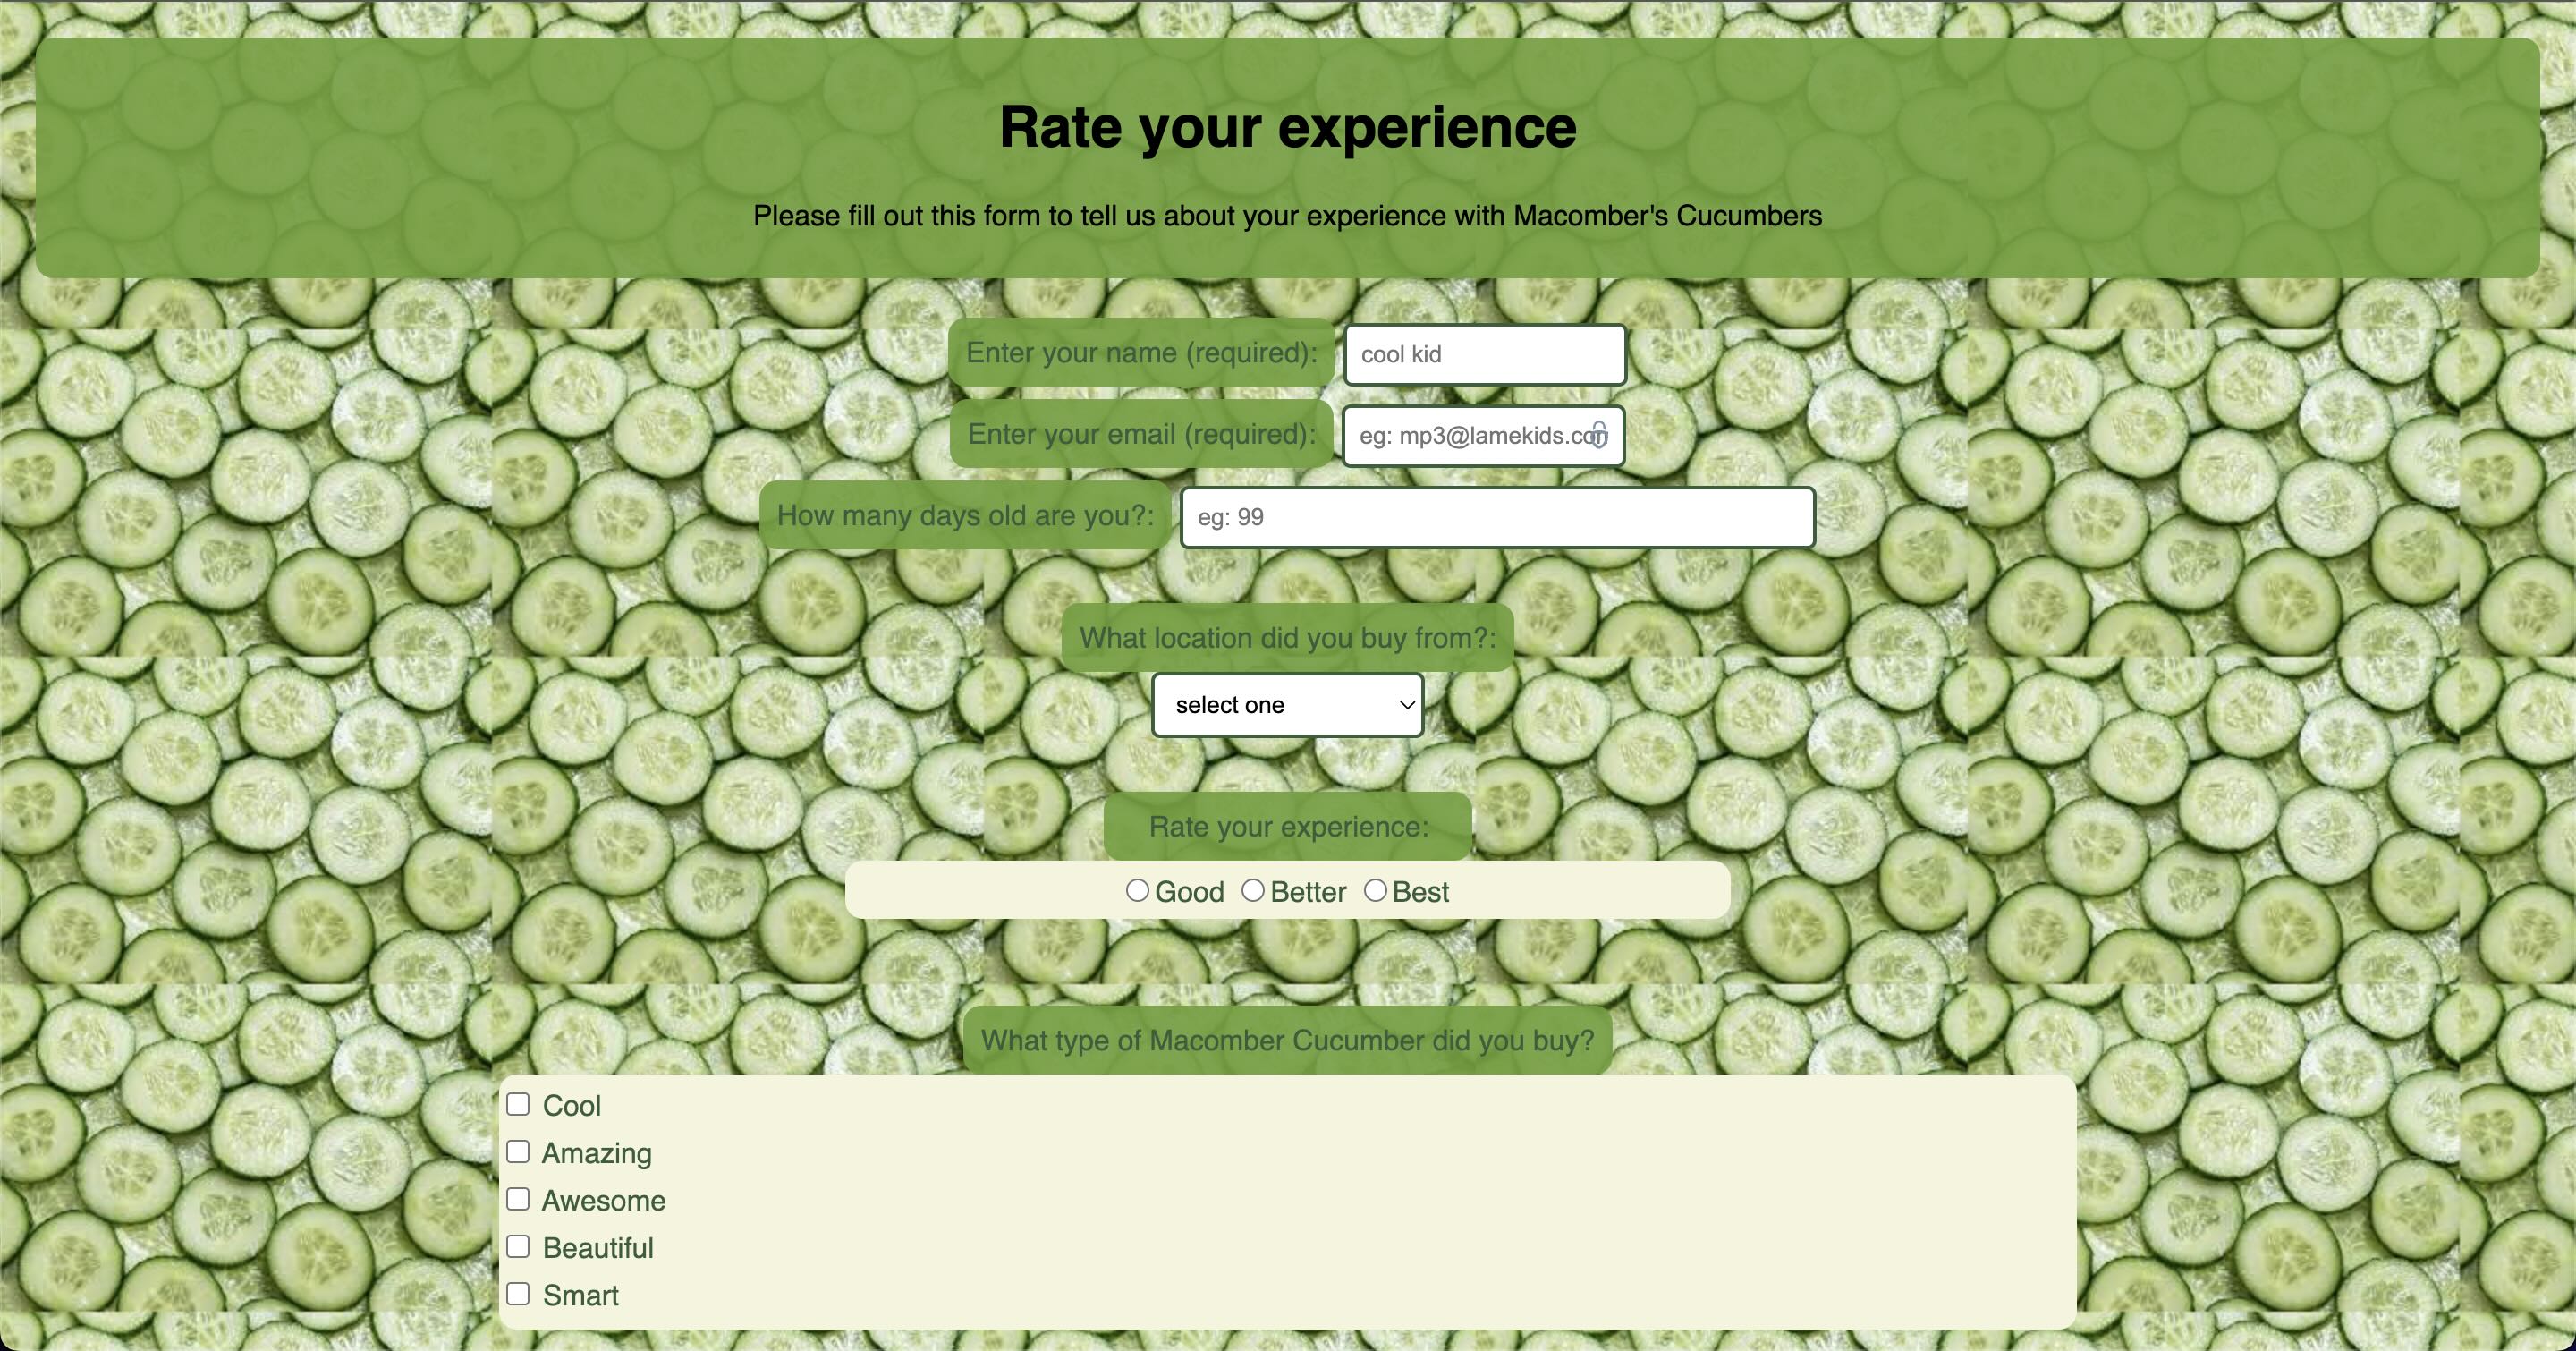 Rate your experience
Please fill out this form to tell us about your experience with Macomber's Cucumbers
Enter your name (required): cool kid
Enter your email (required): eg: mp3@lamekids.com
How many days old are you?: eg: 99
What location did you buy from?:
select one
Rate your experience:
Good Better Best
What type of Macomber Cucumber did you buy?
Cool
Amazing
Awesome
Beautiful
Smart